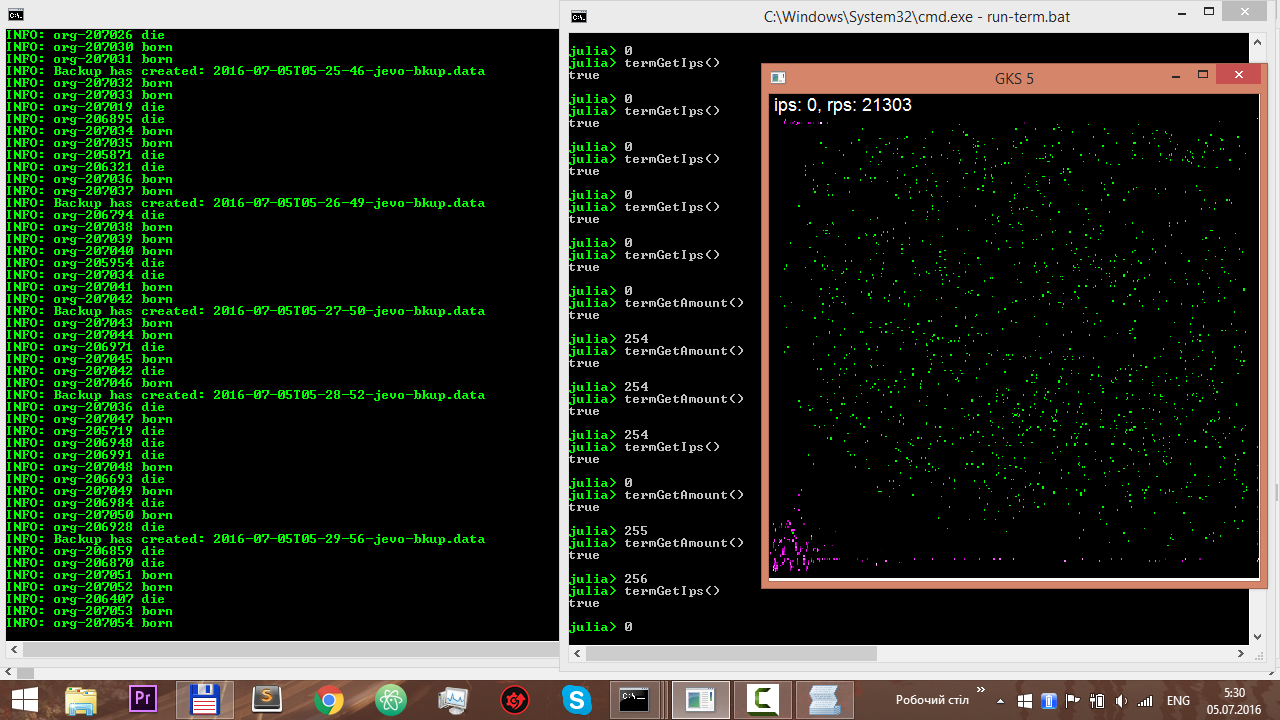 INFO: org-207026 die
INFO: org-207030 born
INFO: org-207031 born
INFO: Backup has created: 2016-07-05T05-25-46-jevo-bkup.data
INFO: org-207032 born
INFO: org-207033 born
INFO: org-207019 die
INFO: org-206895 die
INFO: org-207034 born
INFO: org-207035 born
INFO: org-205871 die
INFO: org-206321 die
INFO: org-207036 born
INFO: org-207037 born
INFO: Backup has created: 2016-07-05T05-26-49-jevo-bkup.data
INFO: org-206794 die
INFO: org-207038 born
INFO: org-207039 born
INFO: org-207040 born
INFO: org-205954 die
INFO: org-207034 die
INFO: org-207041 born
INFO: org-207042 born
INFO: Backup has created: 2016-07-05T05-27-50-jevo-bkup.data
INFO: org-207043 born
INFO: org-207044 born
INFO: org-206971 die
INFO: org-207045 born
INFO: org-207042 die
INFO: org-207046 born
INFO: Backup has created: 2016-07-05T05-28-52-jevo-bkup.data
INFO: org-207036 die
INFO: org-207047 born
INFO: org-205719 die
INFO: org-206948 die
INFO: org-206991 die
INFO: org-207048 born
INFO: org-206693 die
INFO: org-207049 born
INFO: org-206984 die
INFO: org-207050 born
INFO: org-206928 die
INFO: Backup has created: 2016-07-05T05-29-56-jevo-bkup.data
INFO: org-206859 die
INFO: org-206870 die
INFO: org-207051 born
INFO: org-207052 born
INFO: org-206407 die
INFO: org-207053 born
INFO: org-207054 born
C:\Windows\System32\cmd.exe - run-term.bat
julia> 0
julia> termGetIps()
true
julia> 0
julia> termGetIps()
true
julia> 0
julia> termGetIps()
true
julia> 0
julia> termGetIps()
true
julia> 0
julia> termGetIps()
true
julia> 0
julia> termGetAmount()
true
julia> 254
julia> termGetAmount()
true
julia> 254
julia> termGetAmount()
true
julia> 254
julia> termGetIps()
true
julia> 0
julia> termGetAmount()
true
julia> 255
julia> termGetAmount()
true
julia> 256
julia> termGetIps()
true
julia> 0
GKS 5
ips: 0, rps: 21303
Pr
S
S
C:\
Робочий стіл
»
ENG
5:30
05.07.2016